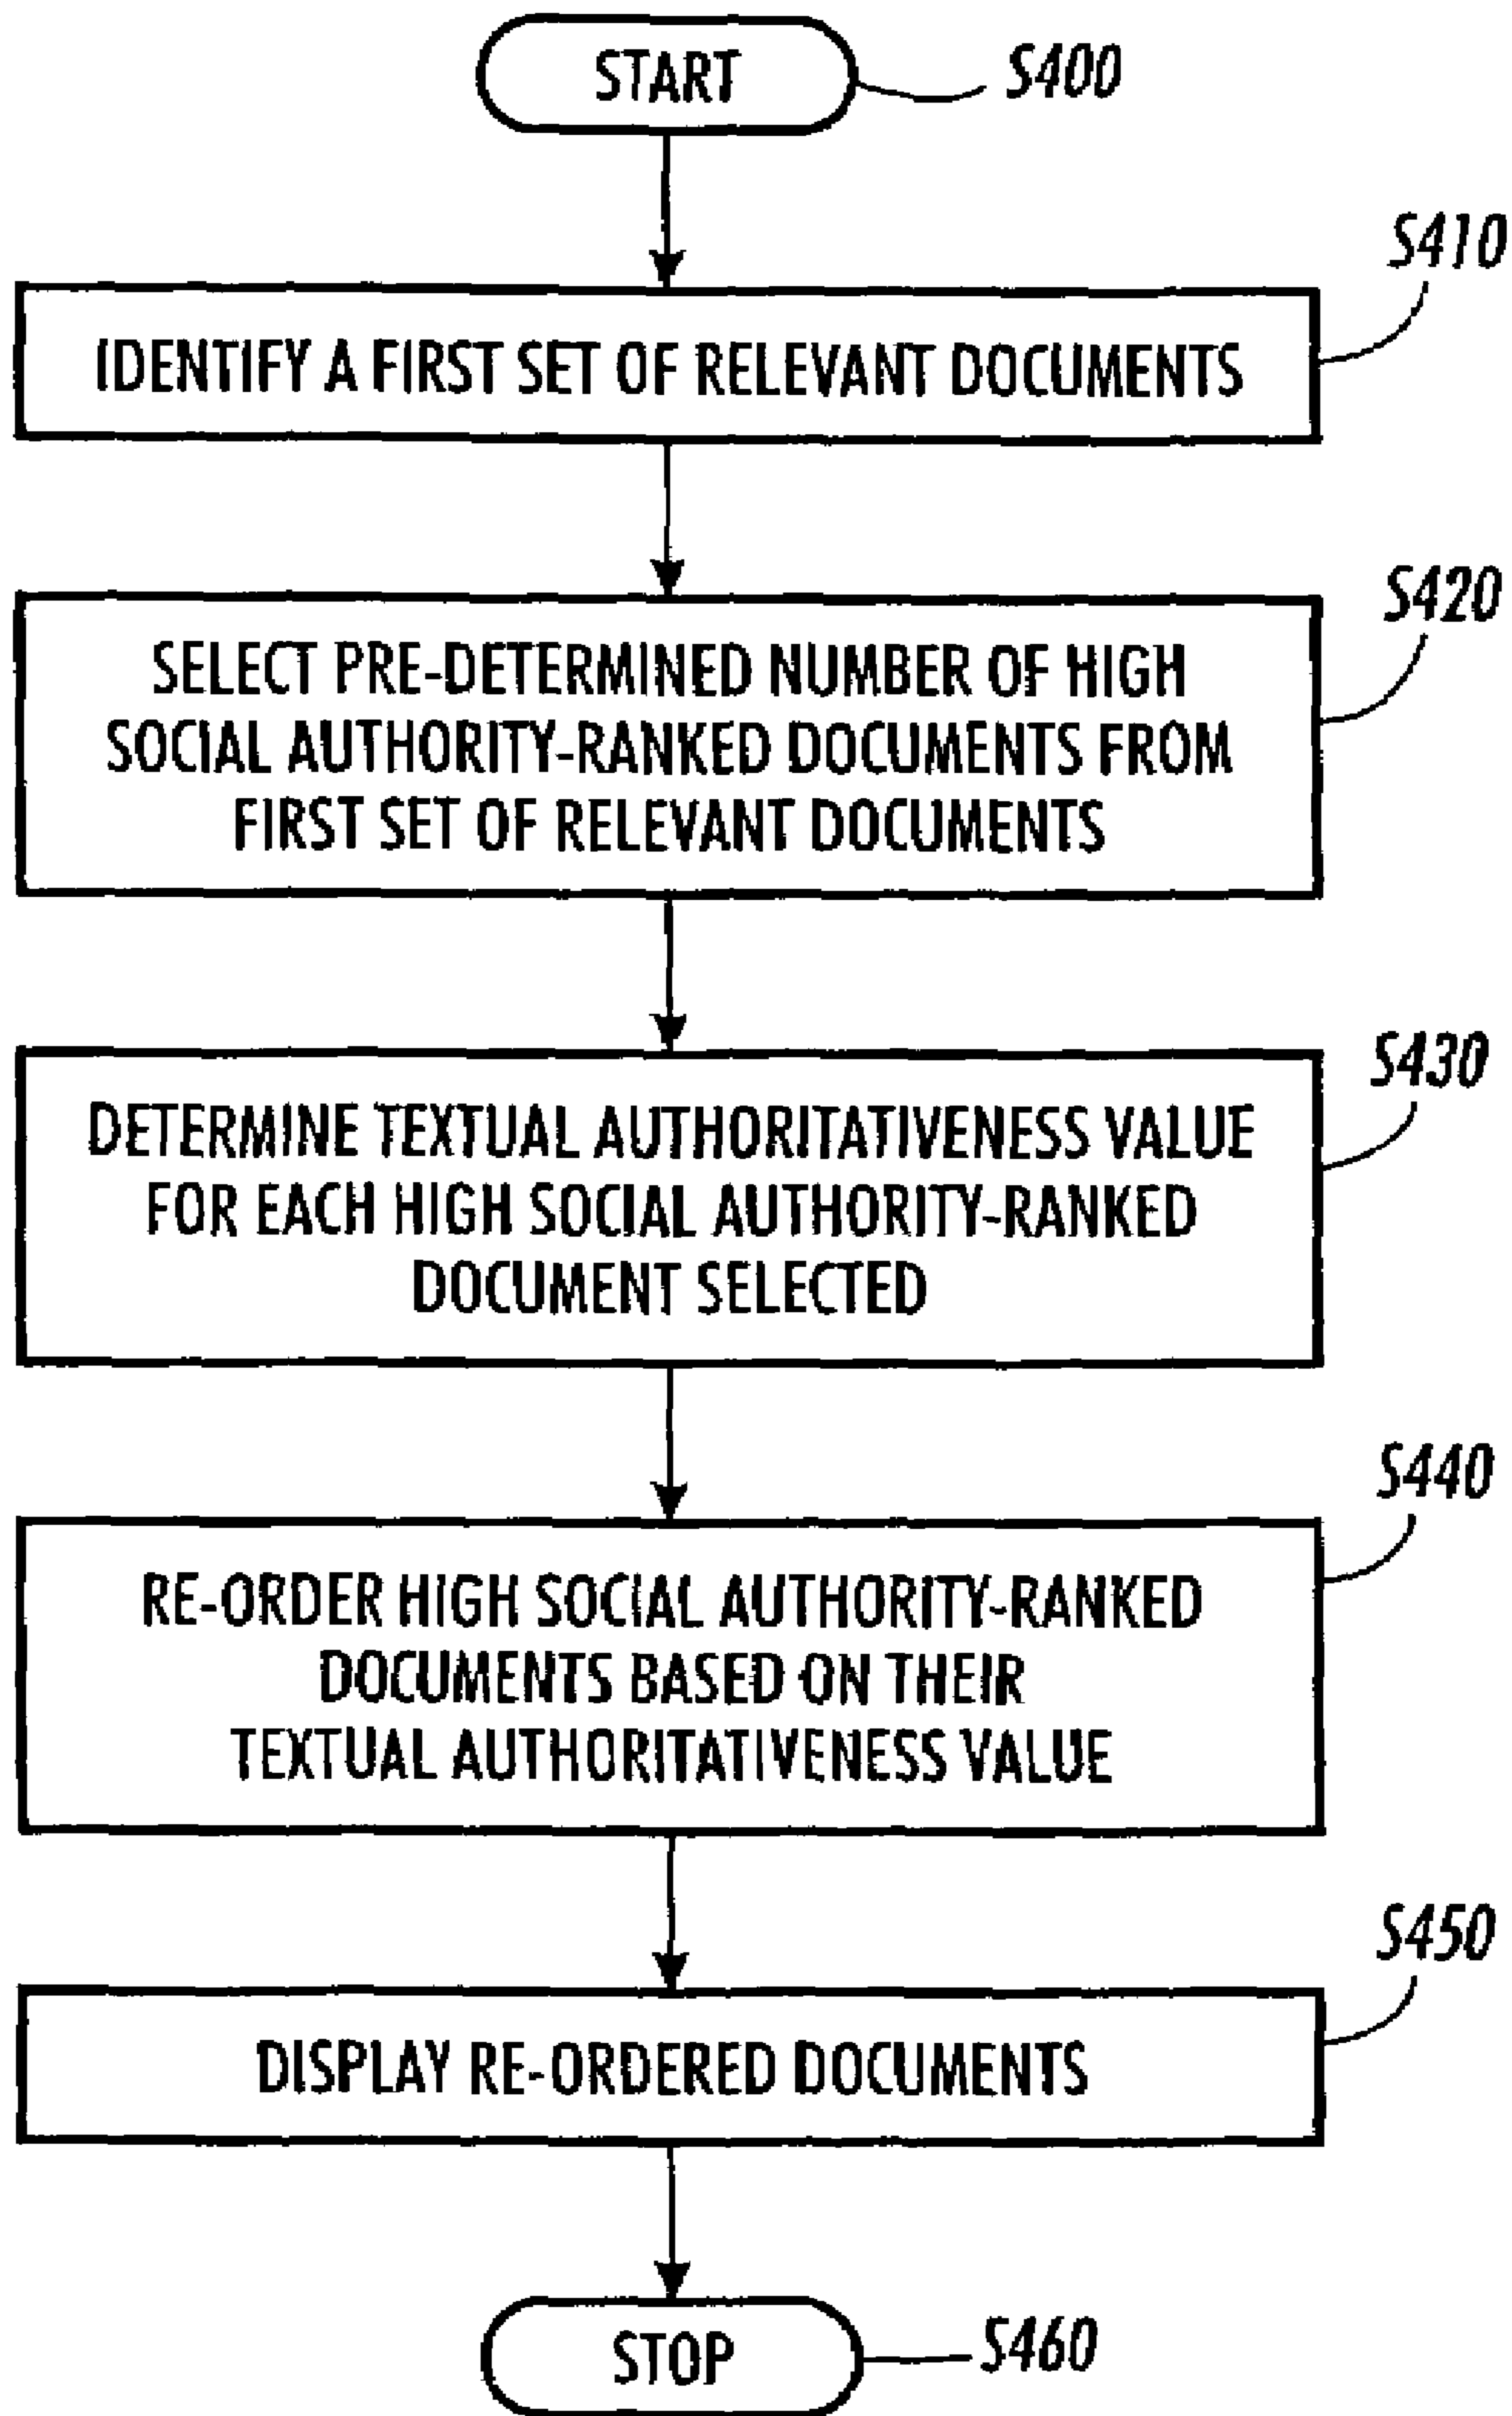 START
S400
S410
IDENTIFY A FIRST SET OF RELEVANT DOCUMENTS
S420
SELECT PRE-DETERMINED NUMBER OF HIGH
SOCIAL AUTHORITY-RANKED DOCUMENTS FROM
FIRST SET OF RELEVANT DOCUMENTS
S430
DETERMINE TEXTUAL AUTHORITATIVENESS VALUE
FOR EACH HIGH SOCIAL AUTHORITY-RANKED
DOCUMENT SELECTED
S440
RE-ORDER HIGH SOCIAL AUTHORITY-RANKED
DOCUMENTS BASED ON THEIR
TEXTUAL AUTHORITATIVENESS VALUE
S450
DISPLAY RE-ORDERED DOCUMENTS
STOP
S460